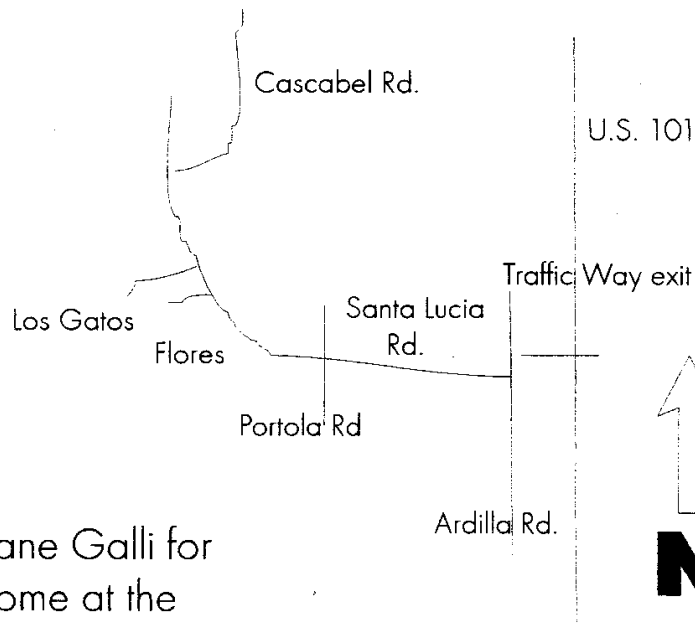 Cascabel Rd.
U.S. 101
Traffic Way exit
Santa Lucia
Rd.
Los Gatos
Flores
Portola Rd
Ardilla Rd.
ane Galli for
ome at the
N